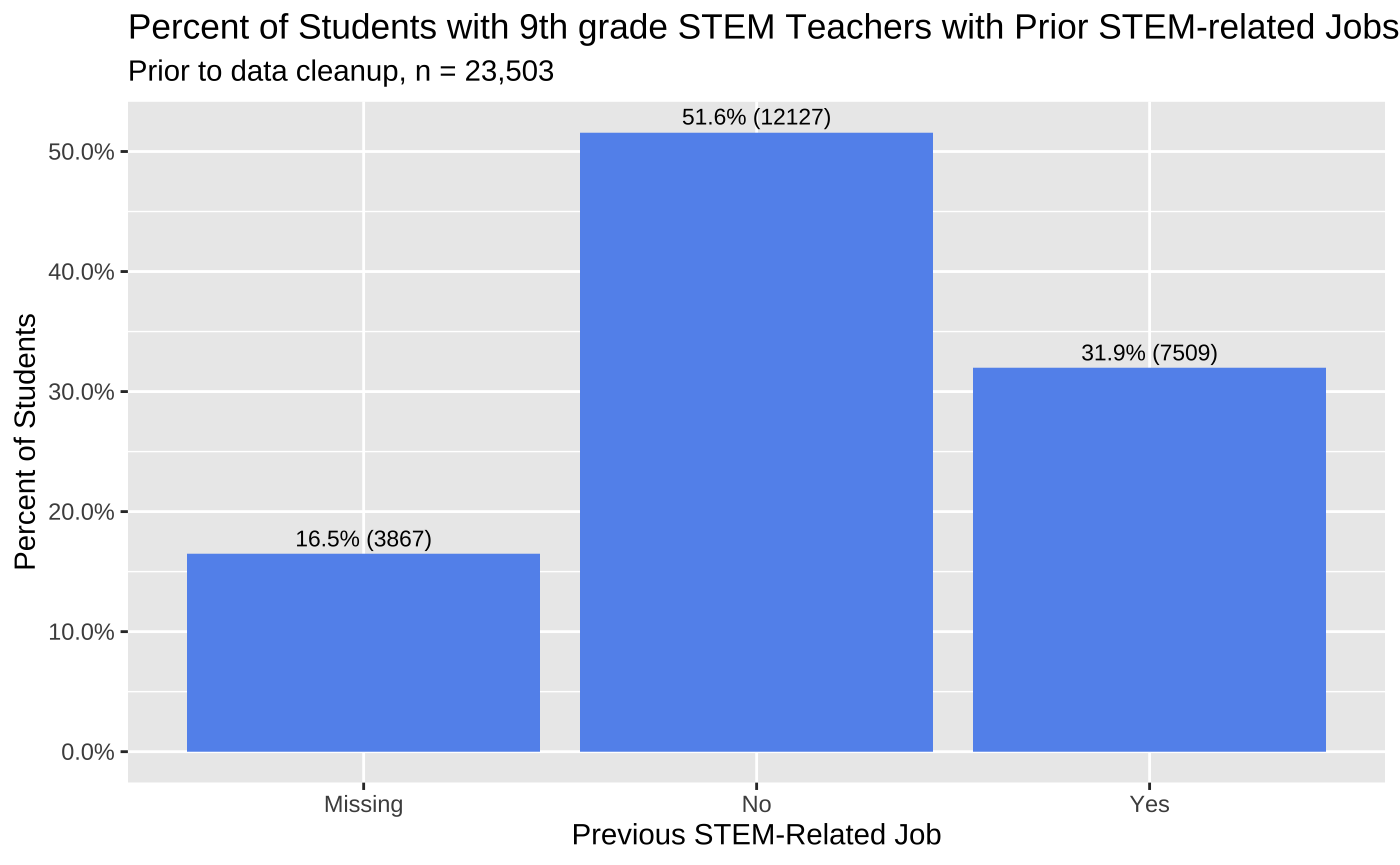 Percent of Students with 9th grade STEM Teachers with Prior STEM-related Jobs
Prior to data cleanup, n = 23,503
51.6% (12127)
50.0%
40.0%
31.9% (7509)
30.0%
20.0%
16.5% (3867)
10.0%
0.0%
Percent of Students
Missing
No
Yes
Previous STEM-Related Job